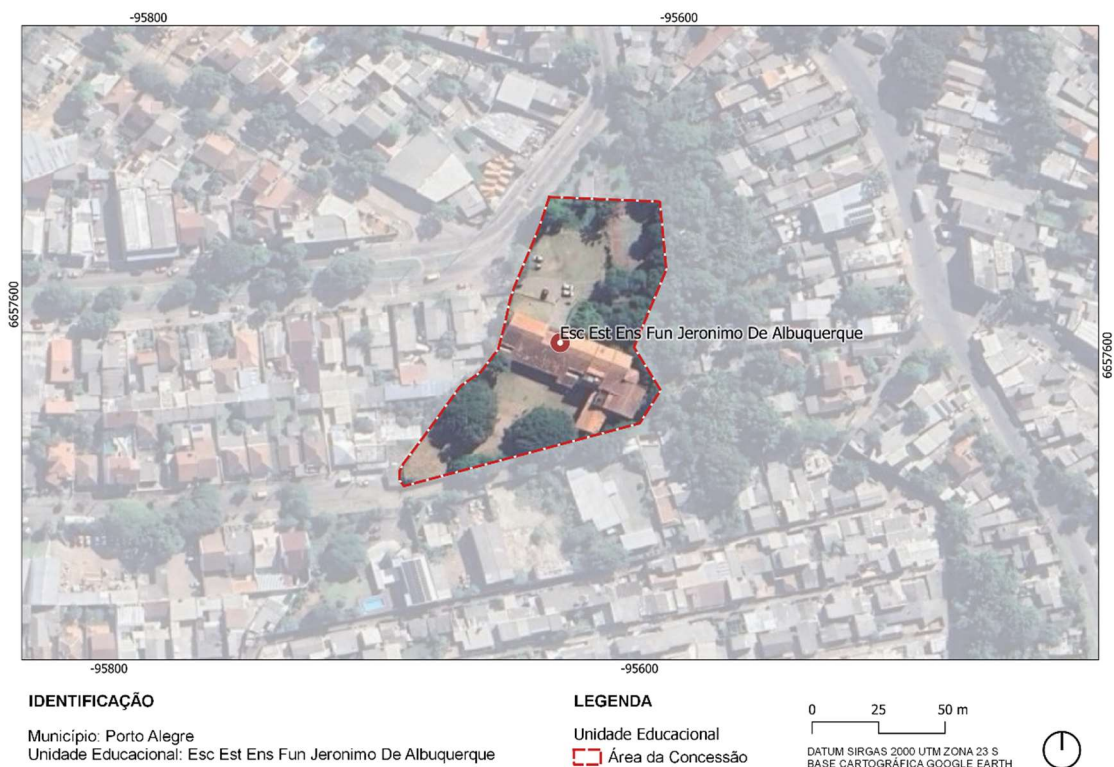 -95800
-95600
6657600
Esc Est Ens Fun Jeronimo De Albuquerque
6657600
-95800
-95600
IDENTIFICAÇÃO
Município: Porto Alegre
Unidade Educacional: Esc Est Ens Fun Jeronimo De Albuquerque
LEGENDA
Unidade Educacional
Área da Concessão
0 25 50 m
DATUM SIRGAS 2000 UTM ZONA 23 S
BASE CARTOGRÁFICA GOOGLE EARTH